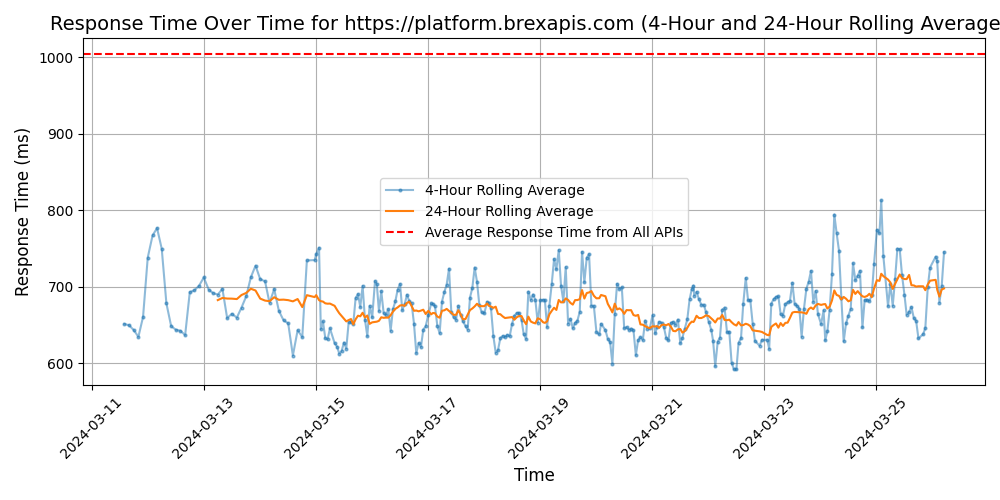 Response Time Over Time for https://platform.brexapis.com (4-Hour and 24-Hour Rolling Average
Response Time (ms)
1000
900
800
700
600
4-Hour Rolling Average
24-Hour Rolling Average
Average Response Time from All APIs
2024-03-11
2024-03-13
2024-03-15
2024-03-17
2024-03-19
2024-03-21
2024-03-23
2024-03-25
Time